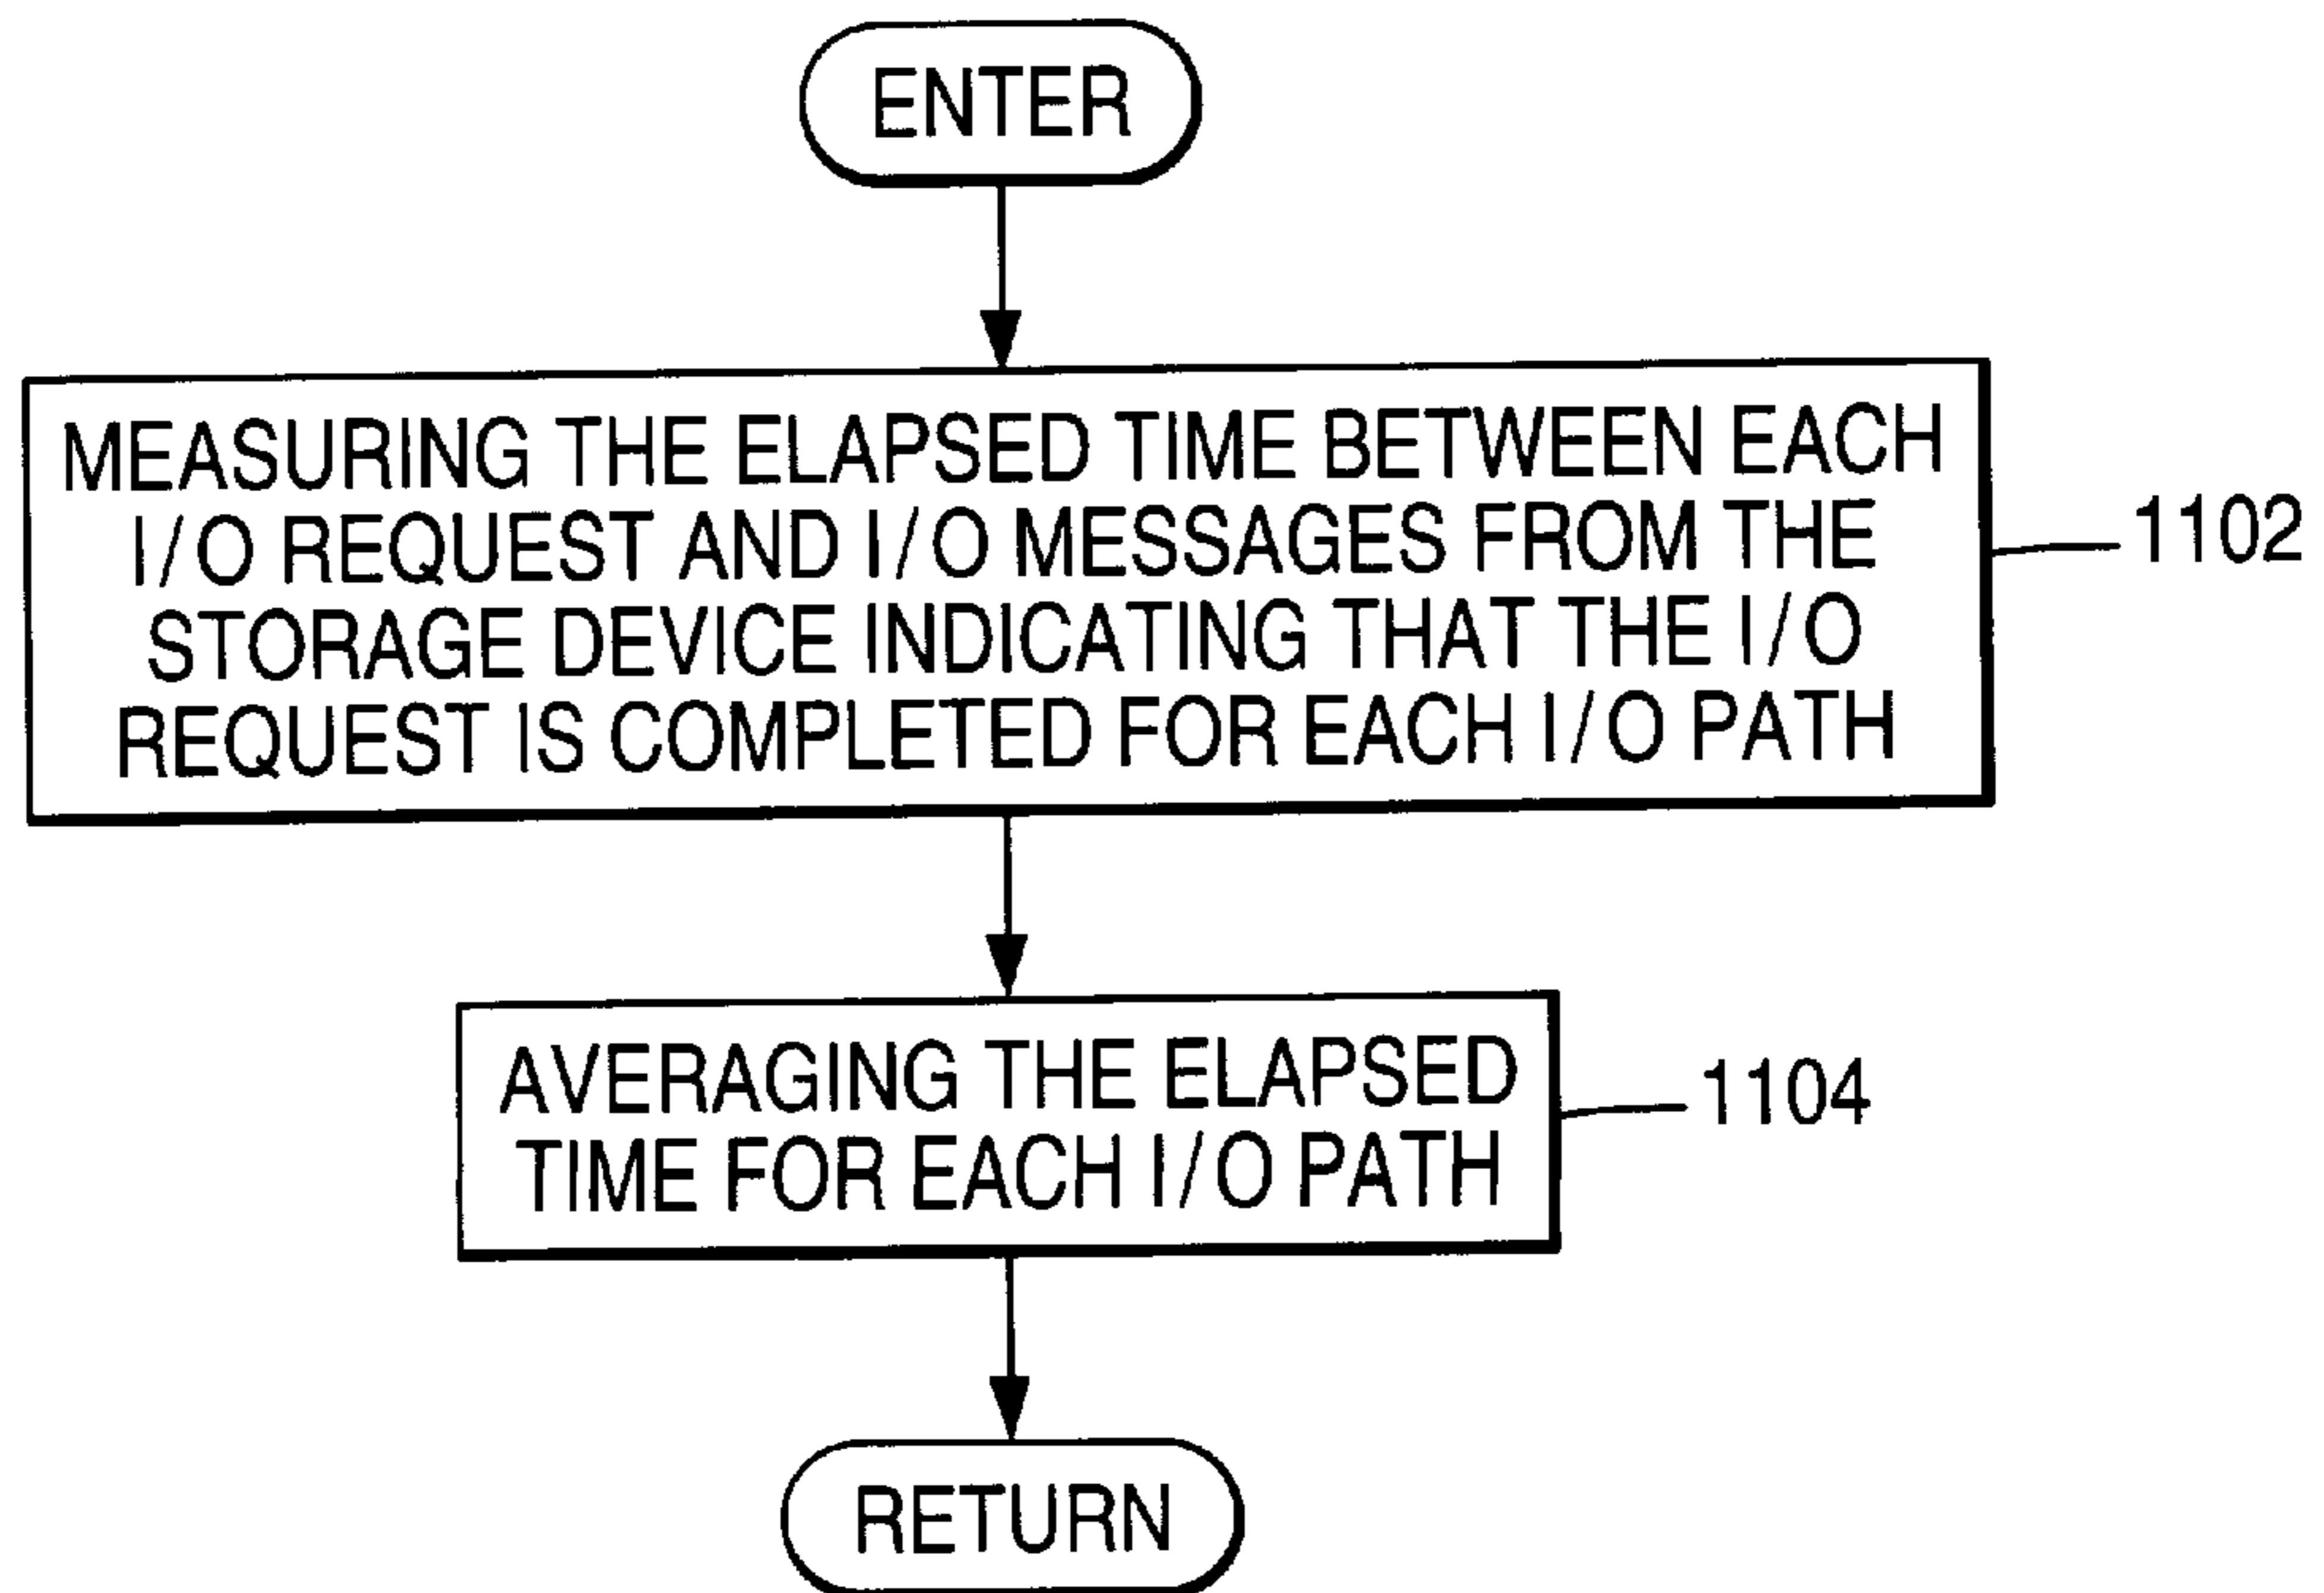 ENTER
MEASURING THE ELAPSED TIME BETWEEN EACH
I/O REQUEST AND I/O MESSAGES FROM THE
STORAGE DEVICE INDICATING THAT THE I/O
REQUEST IS COMPLETED FOR EACH I/O PATH
1102
AVERAGING THE ELAPSED
TIME FOR EACH I/O PATH
1104
RETURN